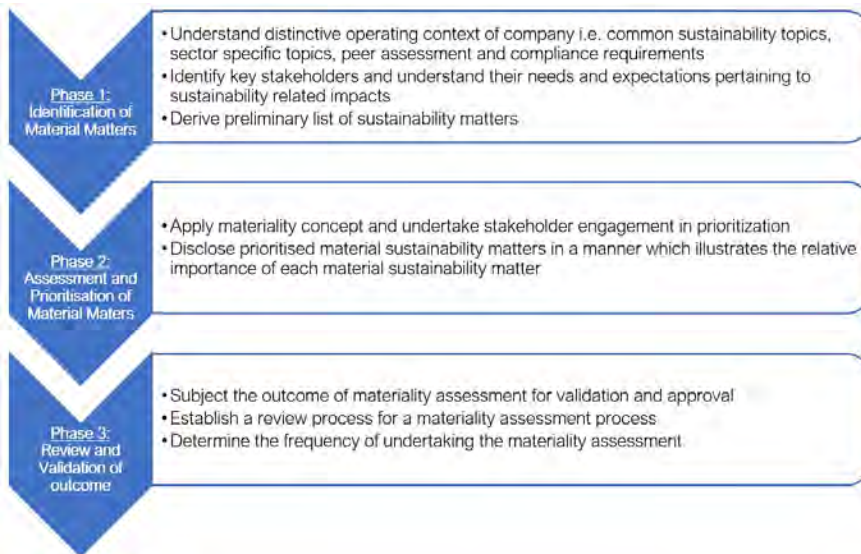 Phase 1:
Identification of
Material Matters
•Understand distinctive operating context of company i.e. common sustainability topics,
sector specific topics, peer assessment and compliance requirements
•Identify key stakeholders and understand their needs and expectations pertaining to
sustainability related impacts
•Derive preliminary list of sustainability matters
Phase 2:
Assessment and
Prioritisation of
Material Maters
•Apply materiality concept and undertake stakeholder engagement in prioritization
•Disclose prioritised material sustainability matters in a manner which illustrates the relative
importance of each material sustainability matter
Phase 3:
Review and
Validation of
outcome
•Subject the outcome of materiality assessment for validation and approval
•Establish a review process for a materiality assessment process
•Determine the frequency of undertaking the materiality assessment